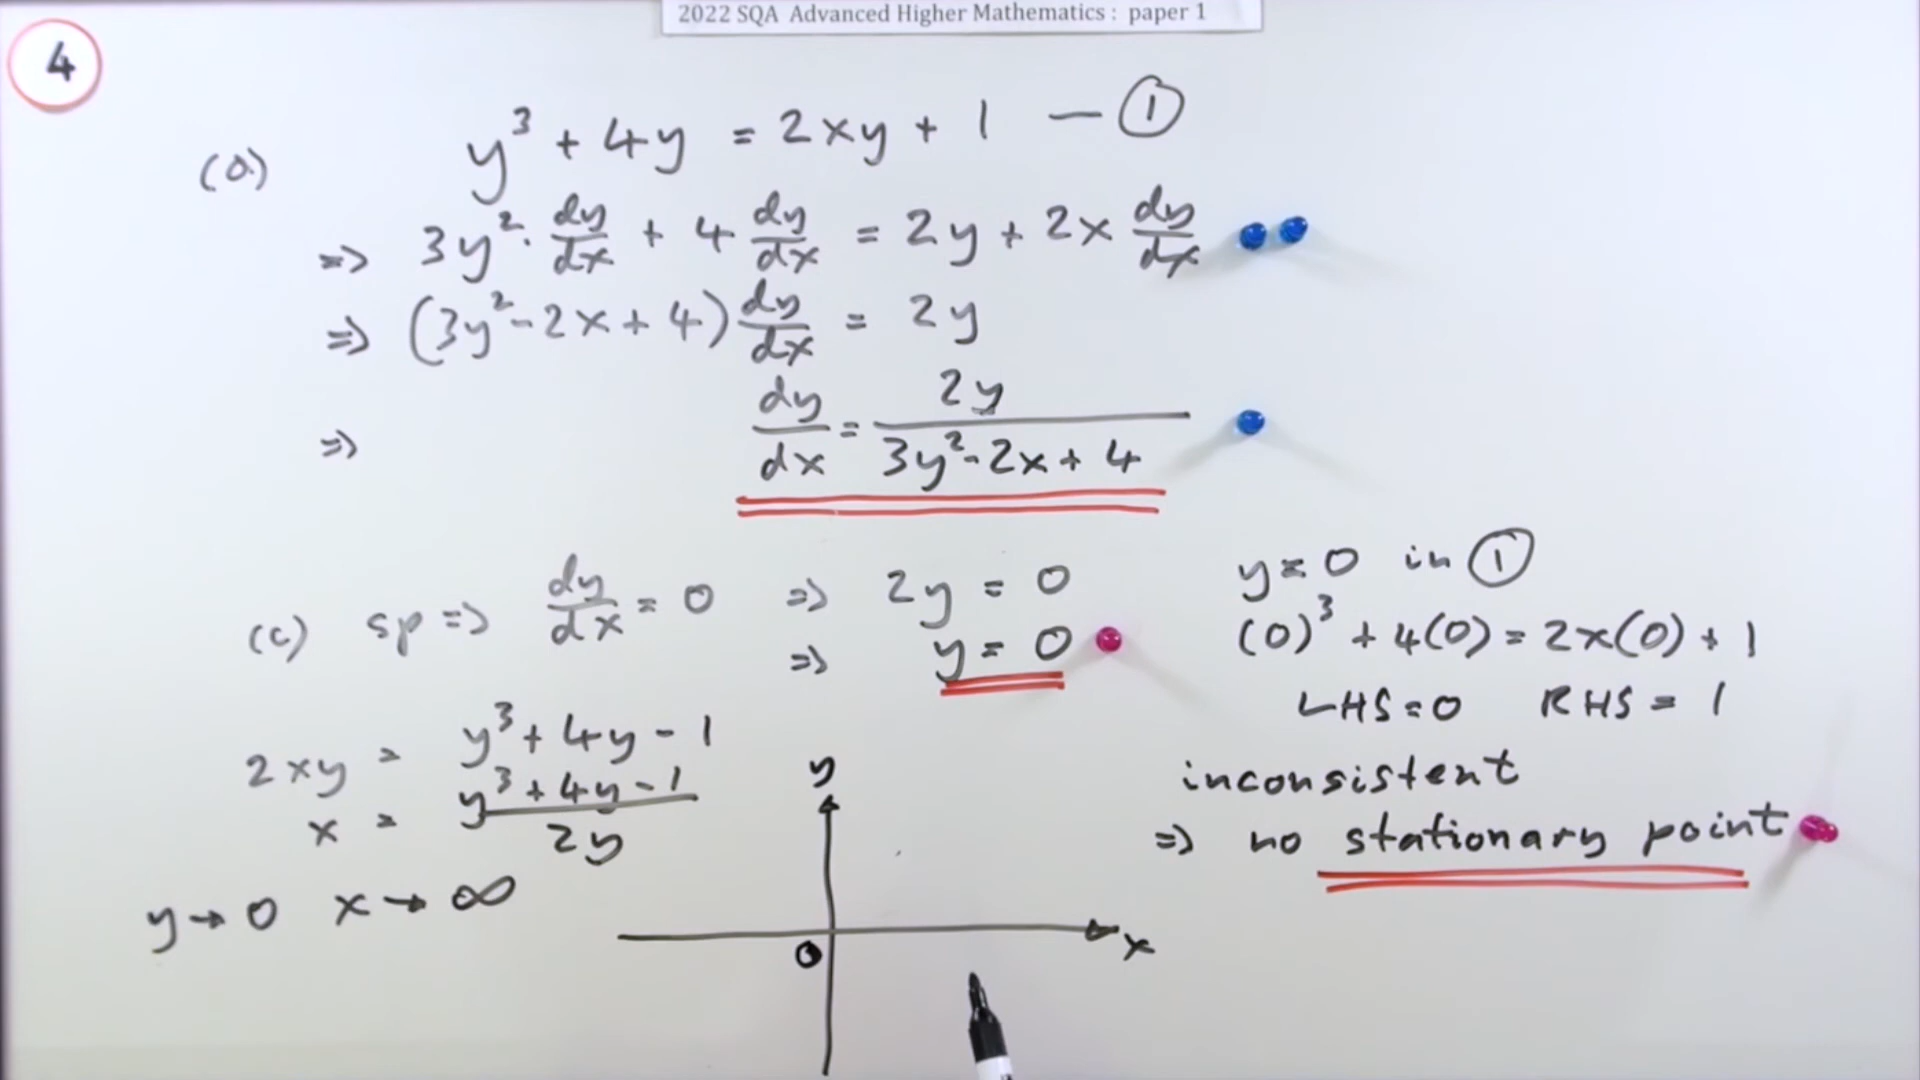 2022 SQA Advanced Higher Mathematics : paper 1
4
(a) y³ + 4y = 2xy + 1 — ①
=> 3y² · dy/dx + 4 dy/dx = 2y + 2x dy/dx
=> (3y² - 2x + 4) dy/dx = 2y
=> dy/dx = 2y / (3y² - 2x + 4)
(c) sp => dy/dx = 0 => 2y = 0
=> y = 0
y = 0 in ①
(0)³ + 4(0) = 2x(0) + 1
LHS = 0 RHS = 1
inconsistent
=> no stationary point
2xy = y³ + 4y - 1
x = (y³ + 4y - 1) / 2y
y → 0 x → ∞
y
O
x